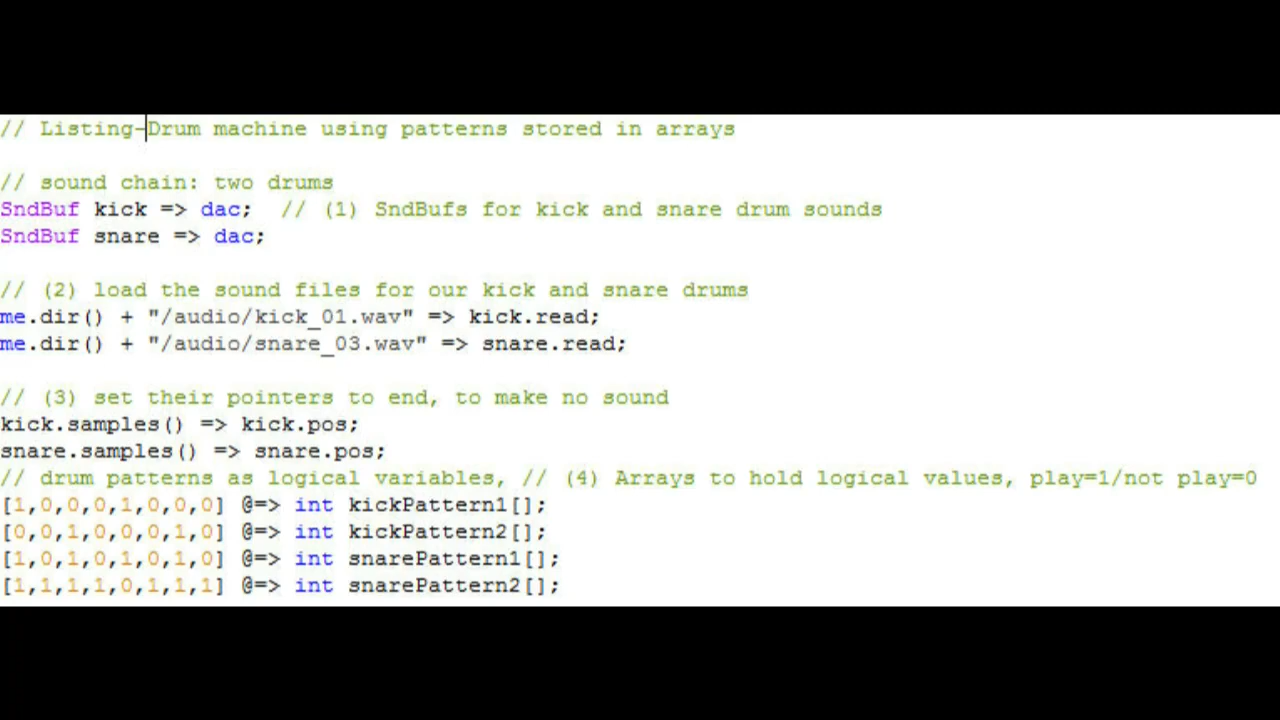 // Listing-Drum machine using patterns stored in arrays
// sound chain: two drums
SndBuf kick => dac;  // (1) SndBufs for kick and snare drum sounds
SndBuf snare => dac;
// (2) load the sound files for our kick and snare drums
me.dir() + "/audio/kick_01.wav" => kick.read;
me.dir() + "/audio/snare_03.wav" => snare.read;
// (3) set their pointers to end, to make no sound
kick.samples() => kick.pos;
snare.samples() => snare.pos;
// drum patterns as logical variables, // (4) Arrays to hold logical values, play=1/not play=0
[1,0,0,0,1,0,0,0] @=> int kickPattern1[];
[0,0,1,0,0,0,1,0] @=> int kickPattern2[];
[1,0,1,0,1,0,1,0] @=> int snarePattern1[];
[1,1,1,1,0,1,1,1] @=> int snarePattern2[];